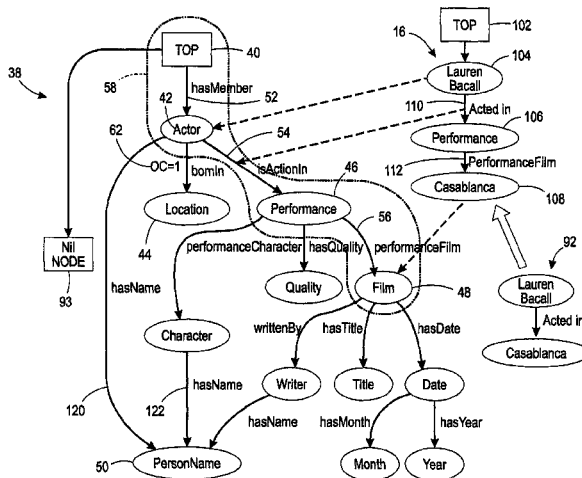 TOP
102
TOP
40
16
38
58
104
Lauren
Bacall
hasMember
52
110
Acted in
42
62
Actor
54
106
Performance
OC=1
bornIn
isActionIn
112
PerformanceFilm
46
Location
Performance
Casablanca
108
44
56
performanceCharacter
hasQuality
performanceFilm
Nil
NODE
93
92
hasName
Quality
Film
48
Lauren
Bacall
Acted in
writtenBy
hasTitle
hasDate
Character
Casablanca
Writer
Title
Date
120
122
hasName
hasName
hasMonth
hasYear
50
PersonName
Month
Year